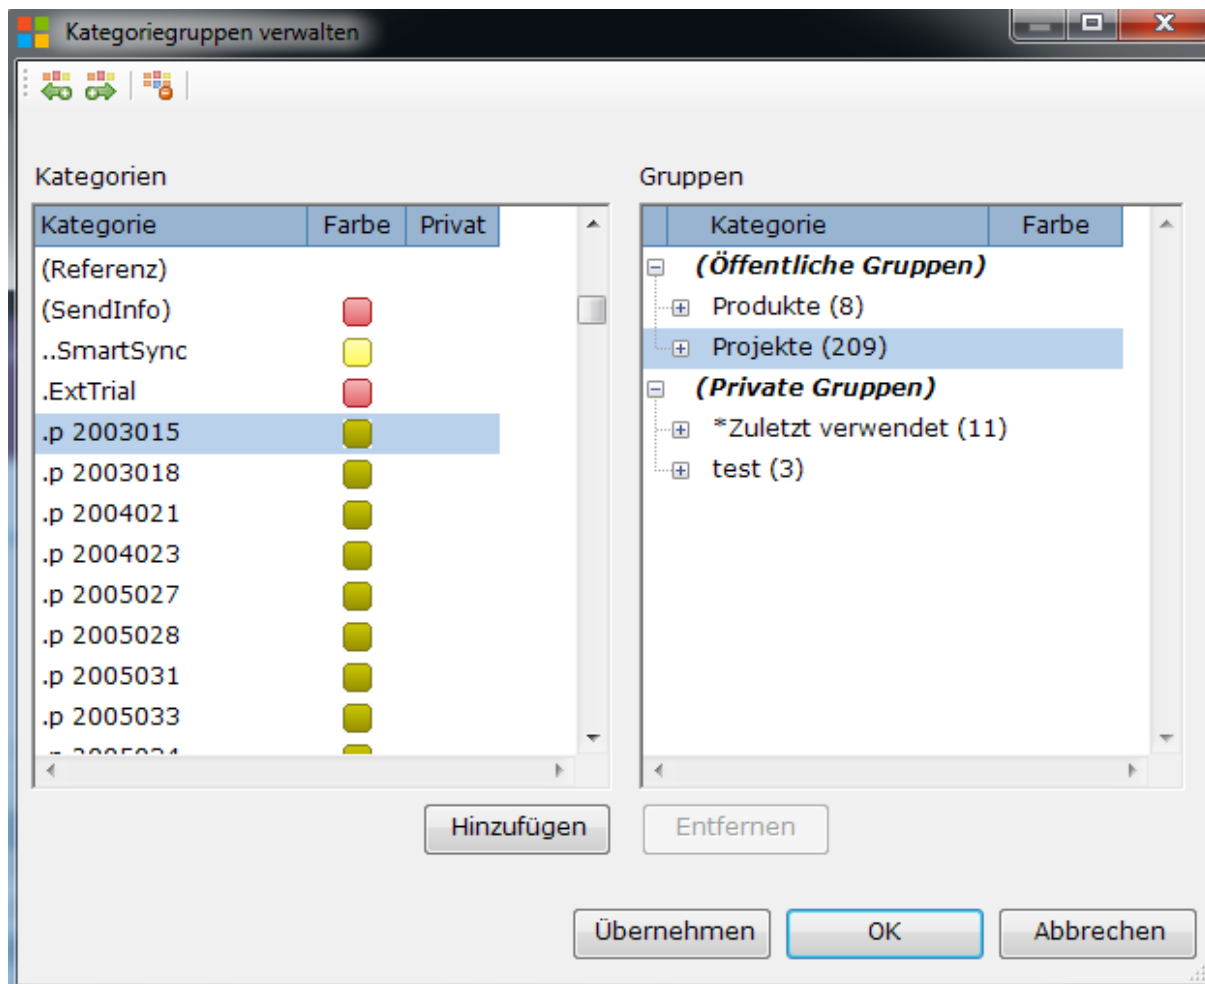 Kategoriegruppen verwalten
Kategorien
Kategorie Farbe Privat
(Referenz)
(SendInfo)
..SmartSync
.ExtTrial
.p 2003015
.p 2003018
.p 2004021
.p 2004023
.p 2005027
.p 2005028
.p 2005031
.p 2005033
Hinzufügen
Gruppen
Kategorie Farbe
(Öffentliche Gruppen)
Produkte (8)
Projekte (209)
(Private Gruppen)
*Zuletzt verwendet (11)
test (3)
Entfernen
Übernehmen OK Abbrechen